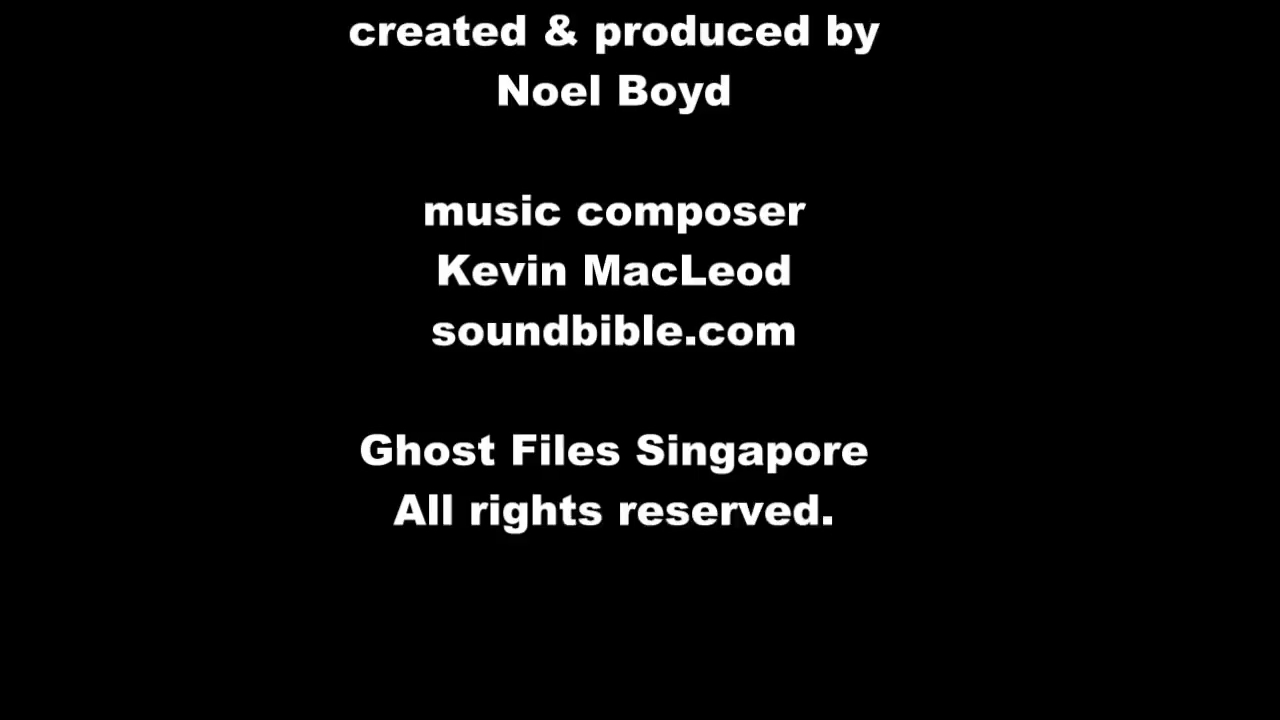 created & produced by
Noel Boyd
music composer
Kevin MacLeod
soundbible.com
Ghost Files Singapore
All rights reserved.